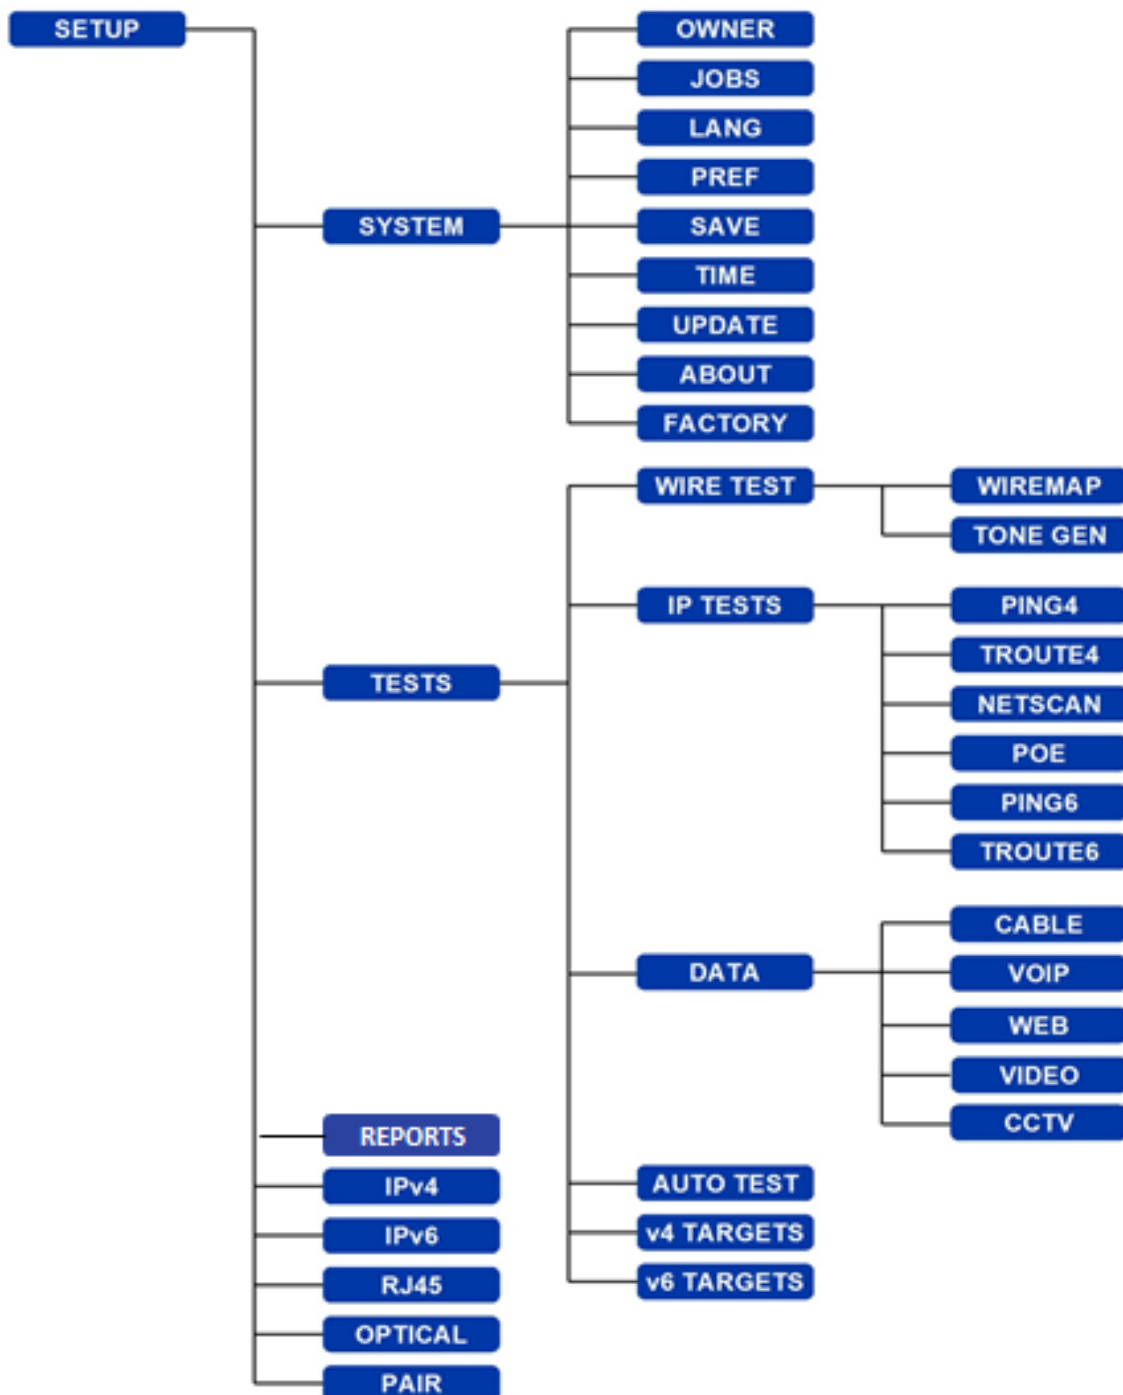 SETUP
SYSTEM
OWNER
JOBS
LANG
PREF
SAVE
TIME
UPDATE
ABOUT
FACTORY
TESTS
WIRE TEST
WIREMAP
TONE GEN
IP TESTS
PING4
TROUTE4
NETSCAN
POE
PING6
TROUTE6
DATA
CABLE
VOIP
WEB
VIDEO
CCTV
AUTO TEST
v4 TARGETS
v6 TARGETS
REPORTS
IPv4
IPv6
RJ45
OPTICAL
PAIR